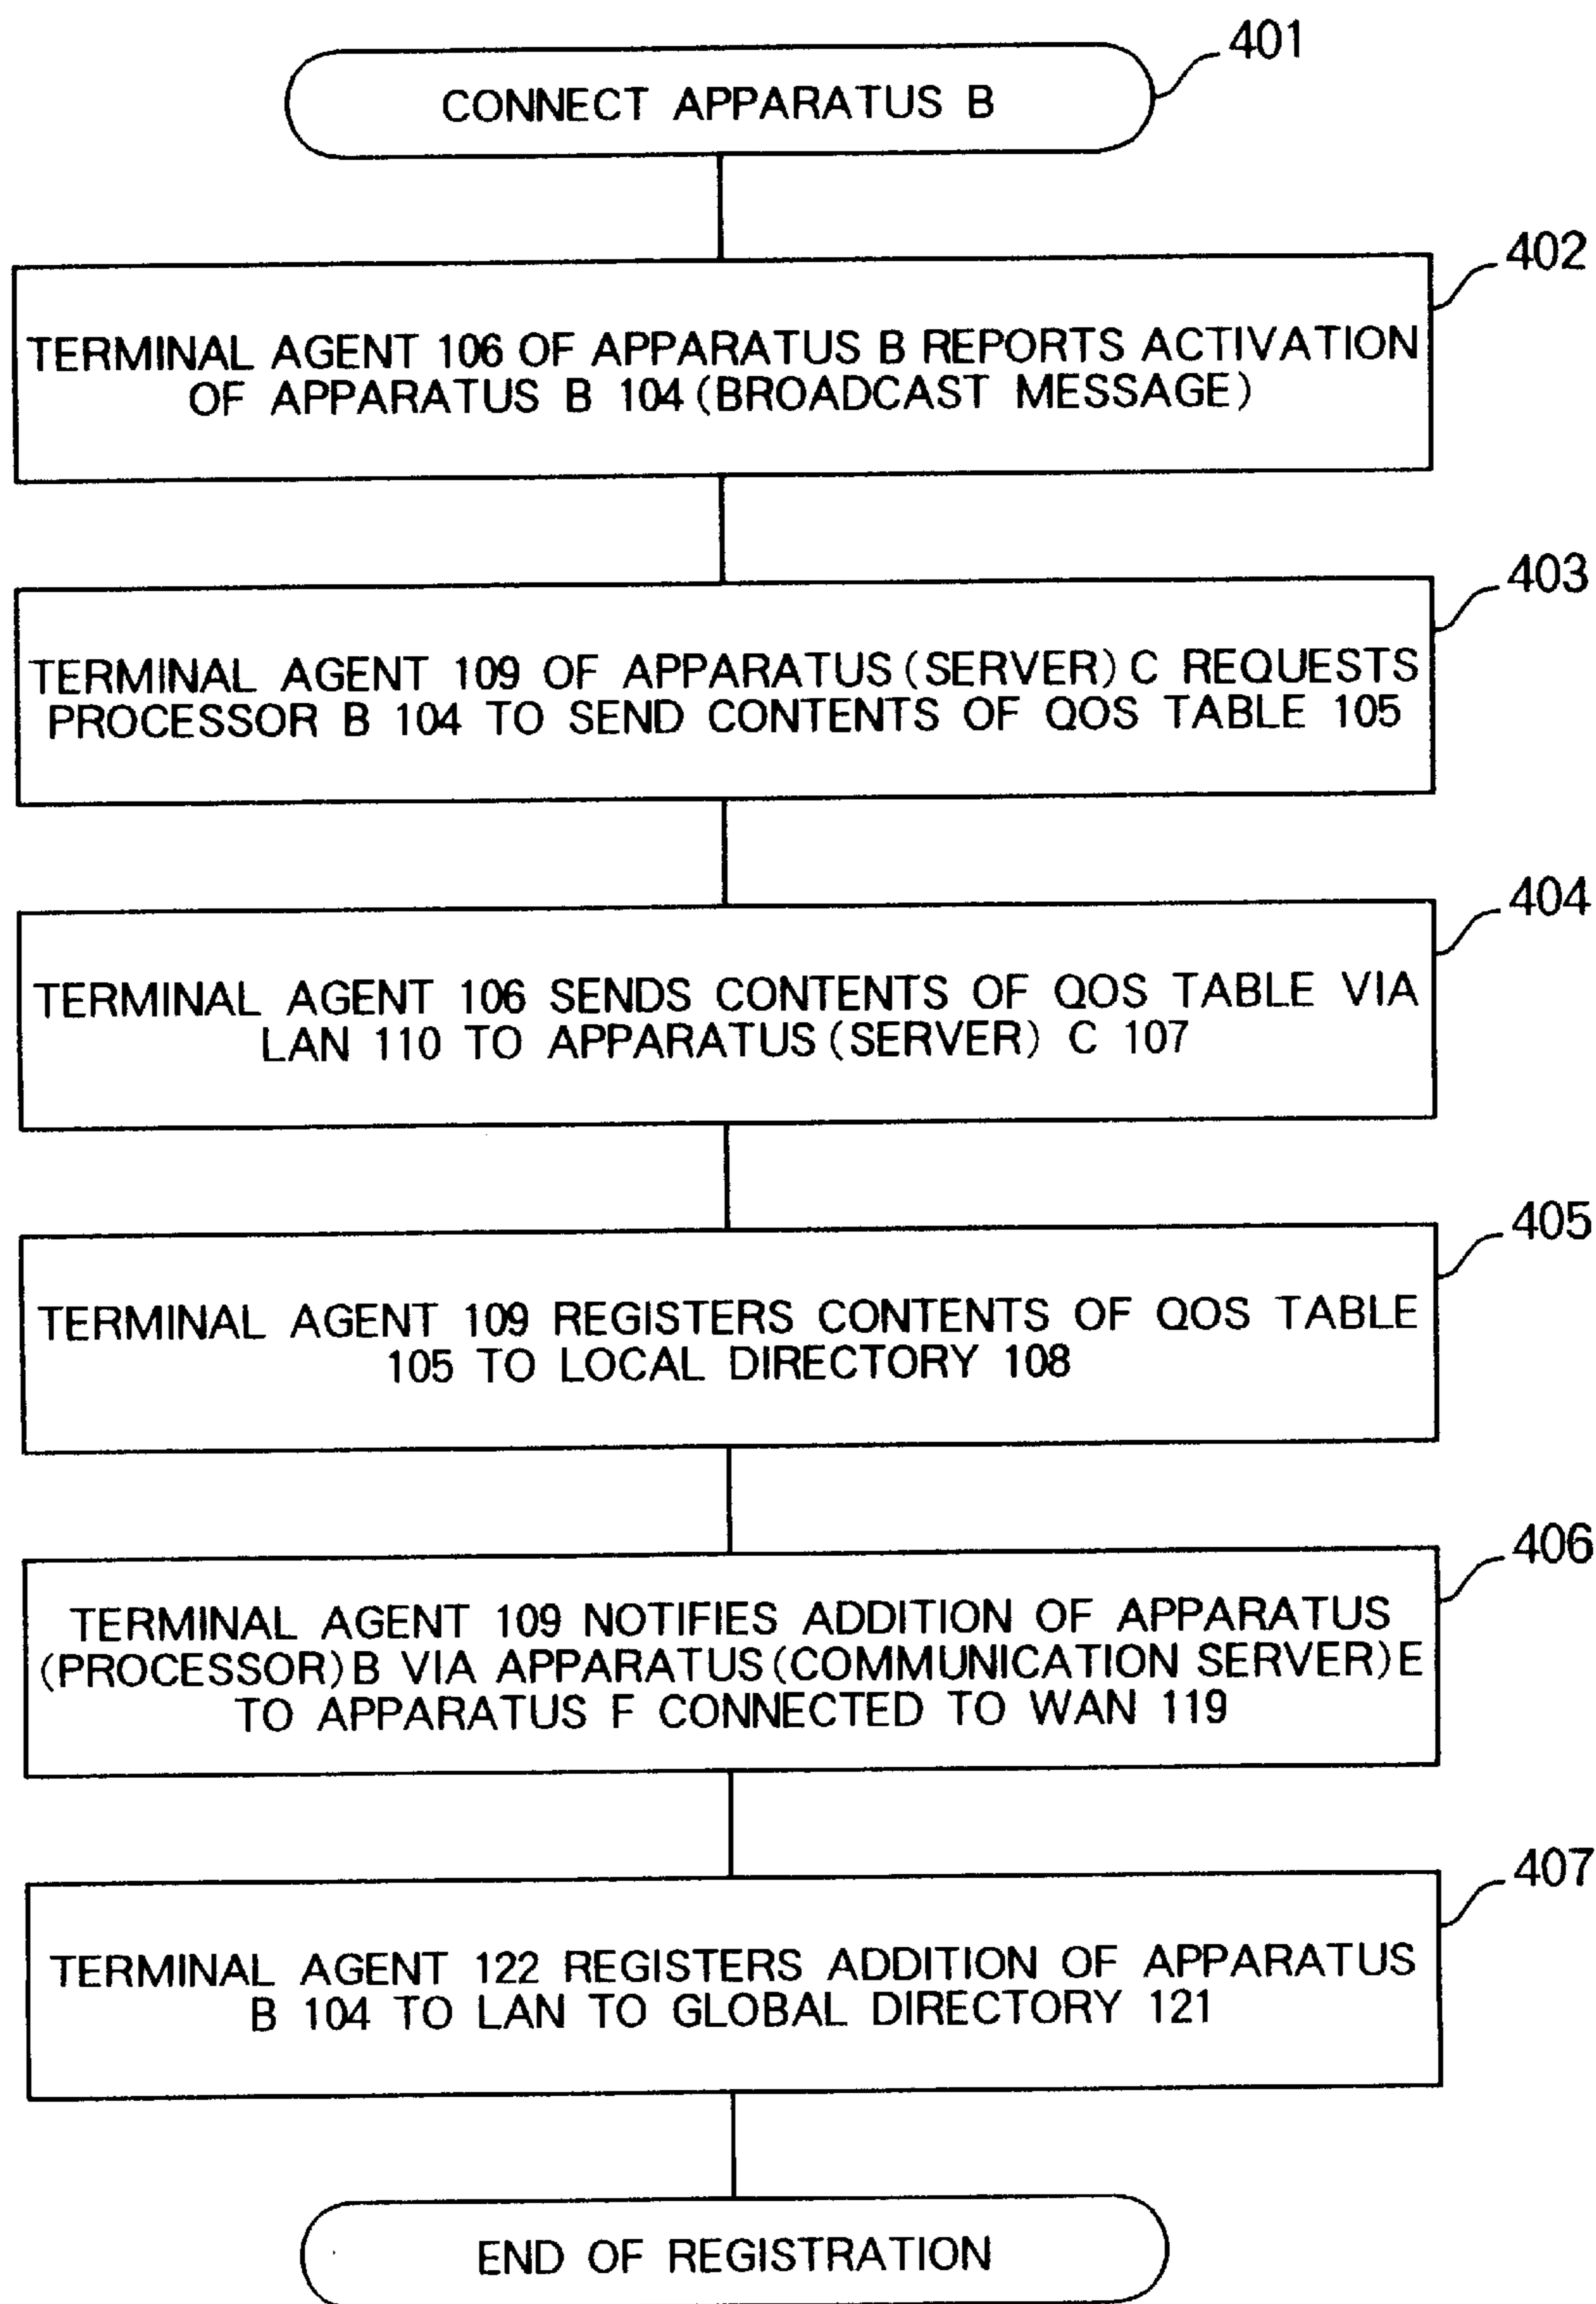 401
CONNECT APPARATUS B
402
TERMINAL AGENT 106 OF APPARATUS B REPORTS ACTIVATION
OF APPARATUS B 104 (BROADCAST MESSAGE)
403
TERMINAL AGENT 109 OF APPARATUS (SERVER) C REQUESTS
PROCESSOR B 104 TO SEND CONTENTS OF QOS TABLE 105
404
TERMINAL AGENT 106 SENDS CONTENTS OF QOS TABLE VIA
LAN 110 TO APPARATUS (SERVER) C 107
405
TERMINAL AGENT 109 REGISTERS CONTENTS OF QOS TABLE
105 TO LOCAL DIRECTORY 108
406
TERMINAL AGENT 109 NOTIFIES ADDITION OF APPARATUS
(PROCESSOR) B VIA APPARATUS (COMMUNICATION SERVER) E
TO APPARATUS F CONNECTED TO WAN 119
407
TERMINAL AGENT 122 REGISTERS ADDITION OF APPARATUS
B 104 TO LAN TO GLOBAL DIRECTORY 121
END OF REGISTRATION